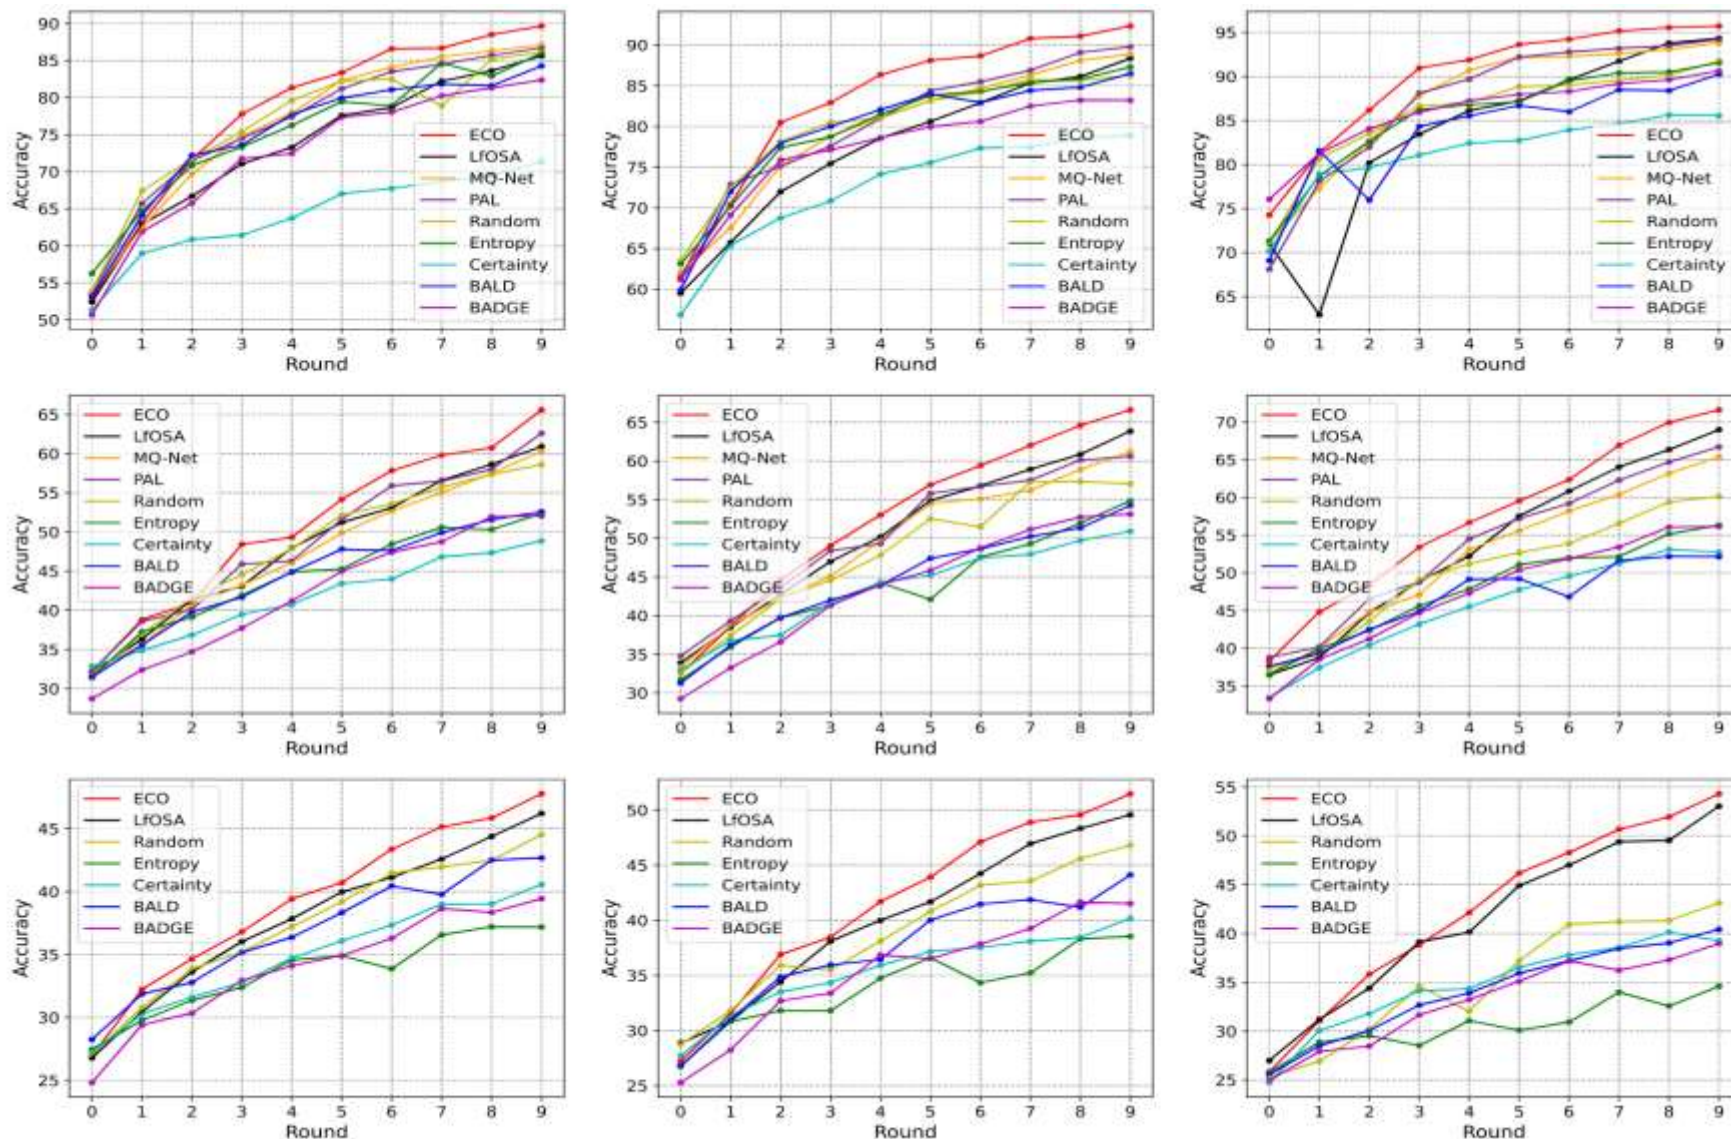 90
85
80
75
70
65
60
55
50
Accuracy
ECO
LfOSA
MQ-Net
PAL
Random
Entropy
Certainty
BALD
BADGE
0 1 2 3 4 5 6 7 8 9
Round
90
85
80
75
70
65
60
Accuracy
ECO
LfOSA
MQ-Net
PAL
Random
Entropy
Certainty
BALD
BADGE
0 1 2 3 4 5 6 7 8 9
Round
95
90
85
80
75
70
65
Accuracy
ECO
LfOSA
MQ-Net
PAL
Random
Entropy
Certainty
BALD
BADGE
0 1 2 3 4 5 6 7 8 9
Round
65
60
55
50
45
40
35
30
Accuracy
ECO
LfOSA
MQ-Net
PAL
Random
Entropy
Certainty
BALD
BADGE
0 1 2 3 4 5 6 7 8 9
Round
65
60
55
50
45
40
35
30
Accuracy
ECO
LfOSA
MQ-Net
PAL
Random
Entropy
Certainty
BALD
BADGE
0 1 2 3 4 5 6 7 8 9
Round
70
65
60
55
50
45
40
35
Accuracy
ECO
LfOSA
MQ-Net
PAL
Random
Entropy
Certainty
BALD
BADGE
0 1 2 3 4 5 6 7 8 9
Round
45
40
35
30
25
Accuracy
ECO
LfOSA
Random
Entropy
Certainty
BALD
BADGE
0 1 2 3 4 5 6 7 8 9
Round
50
45
40
35
30
25
Accuracy
ECO
LfOSA
Random
Entropy
Certainty
BALD
BADGE
0 1 2 3 4 5 6 7 8 9
Round
55
50
45
40
35
30
25
Accuracy
ECO
LfOSA
Random
Entropy
Certainty
BALD
BADGE
0 1 2 3 4 5 6 7 8 9
Round